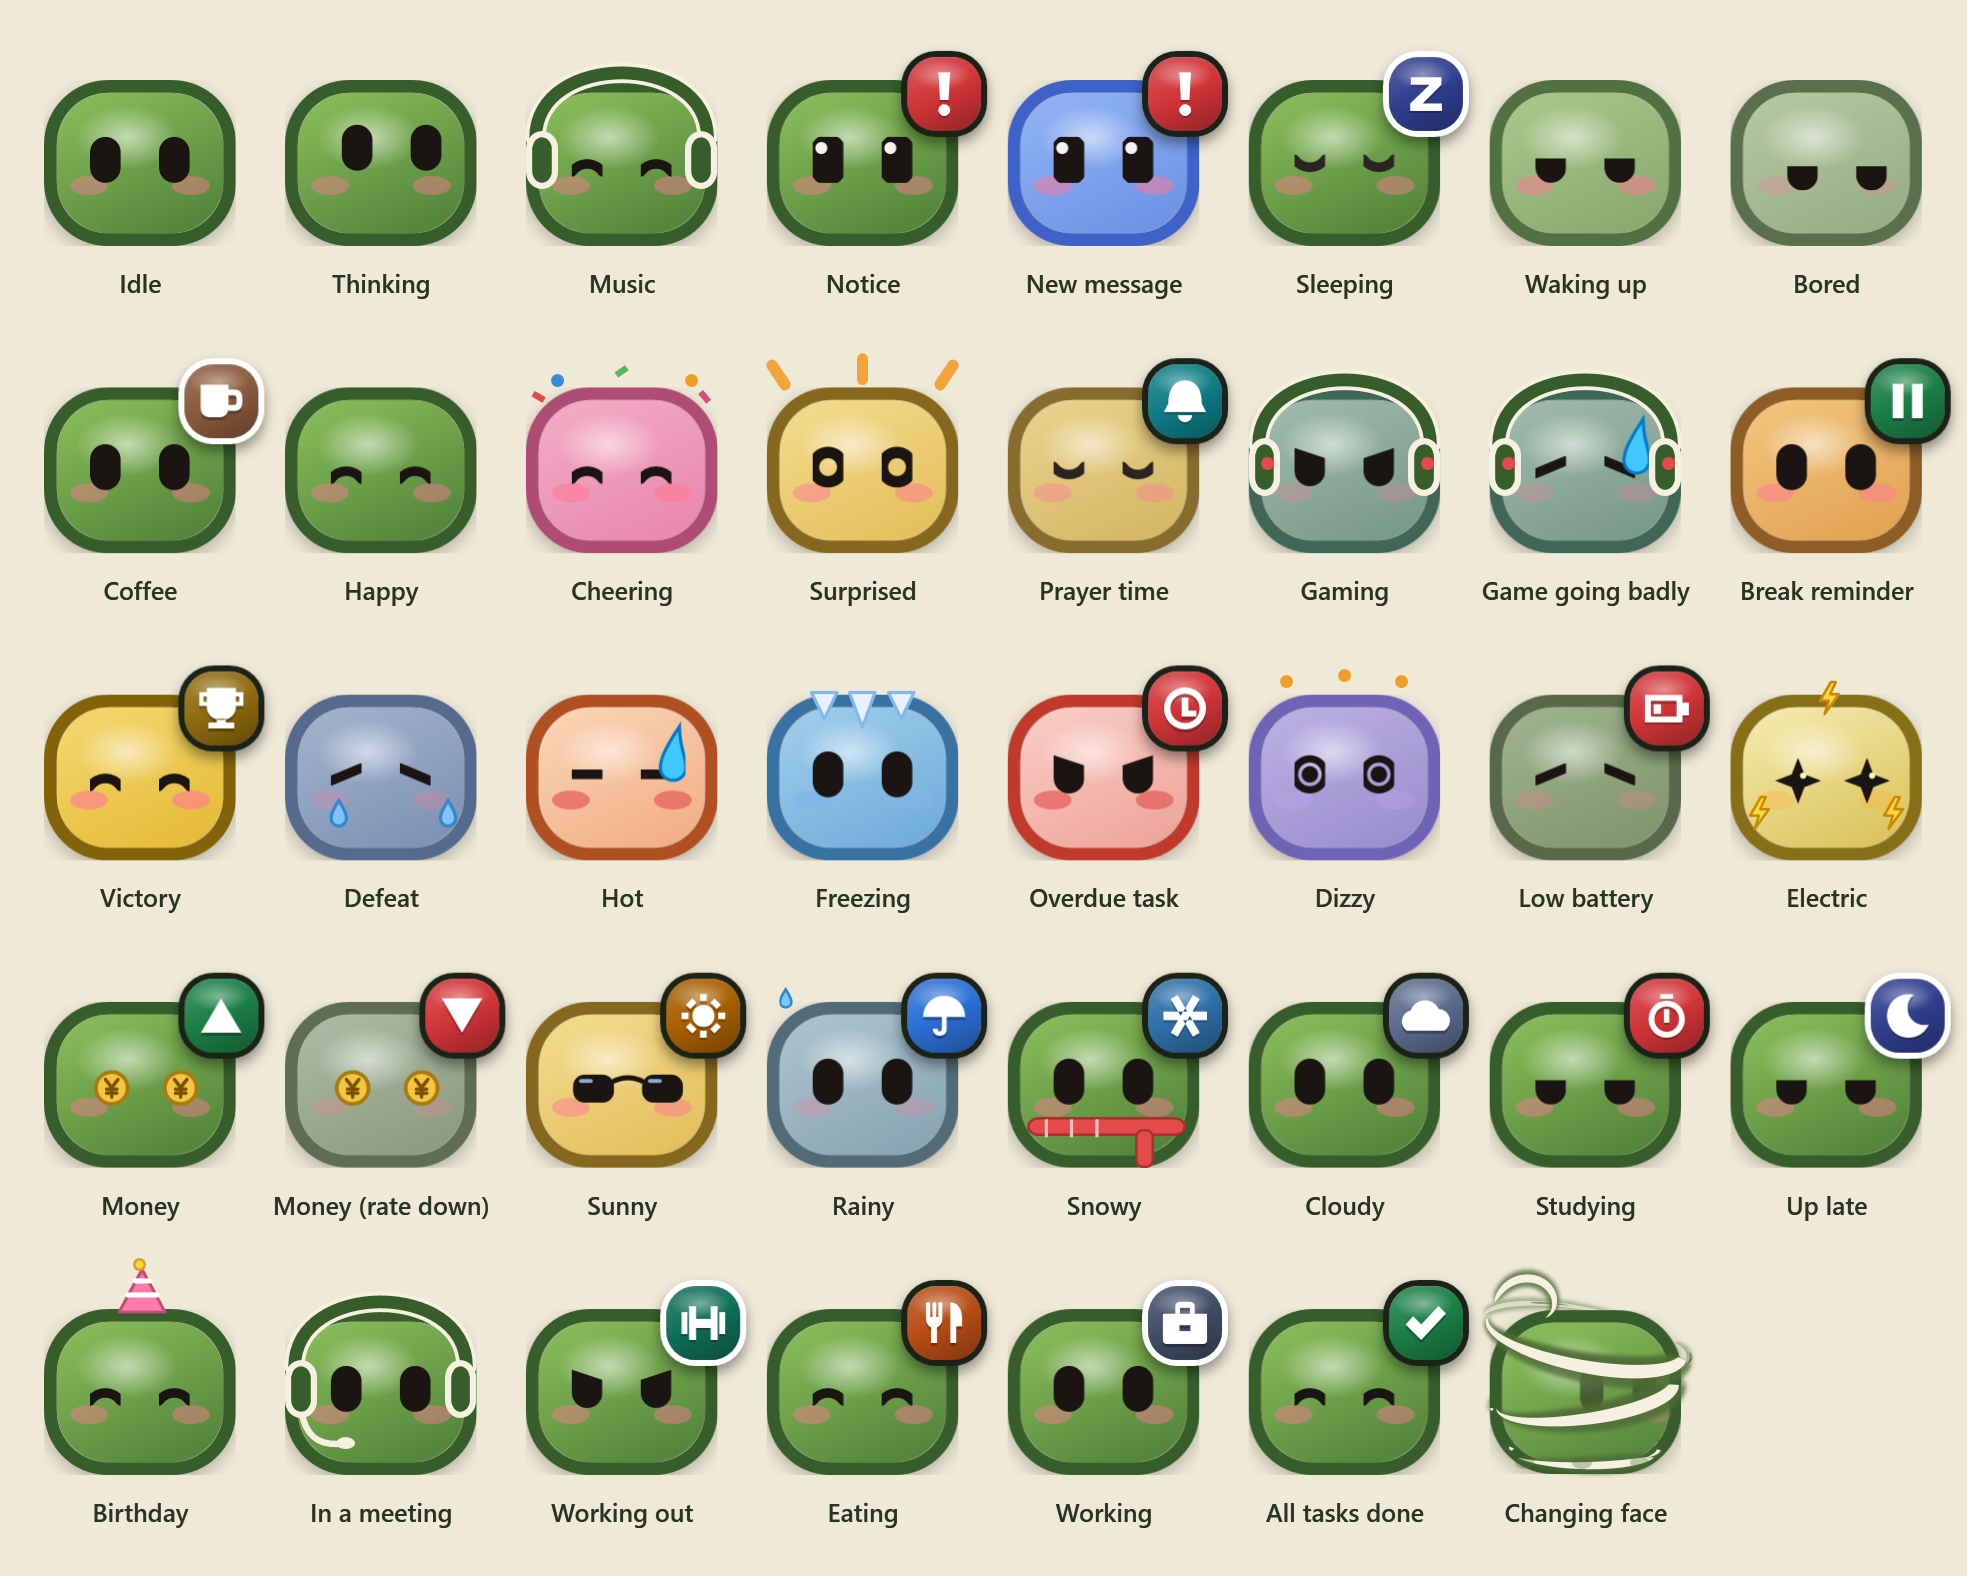 ! ! Z
Idle Thinking Music Notice New message Sleeping Waking up Bored
Coffee Happy Cheering Surprised Prayer time Gaming Game going badly Break reminder
Victory Defeat Hot Freezing Overdue task Dizzy Low battery Electric
¥ ¥ ¥ ¥
Money Money (rate down) Sunny Rainy Snowy Cloudy Studying Up late
Birthday In a meeting Working out Eating Working All tasks done Changing face